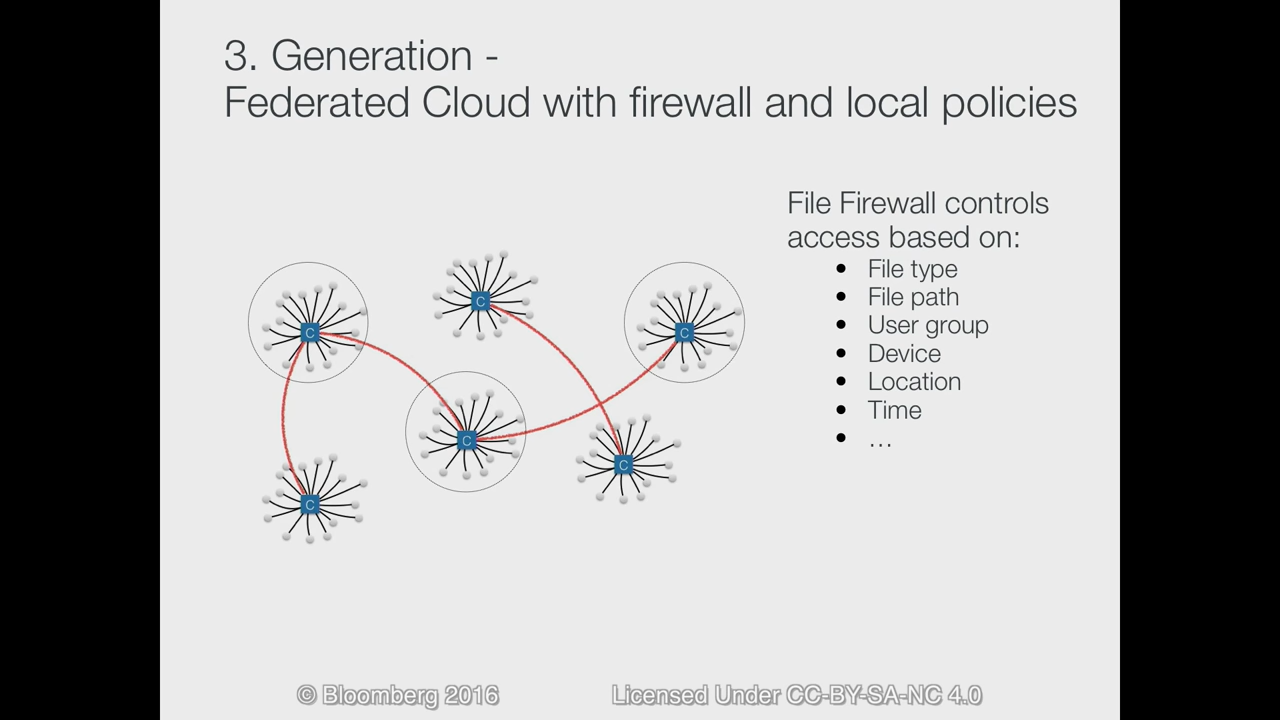 3. Generation -
Federated Cloud with firewall and local policies
File Firewall controls
access based on:
• File type
• File path
• User group
• Device
• Location
• Time
• ...
C
C
C
C
C
C
© Bloomberg 2016
Licensed Under CC-BY-SA-NC 4.0